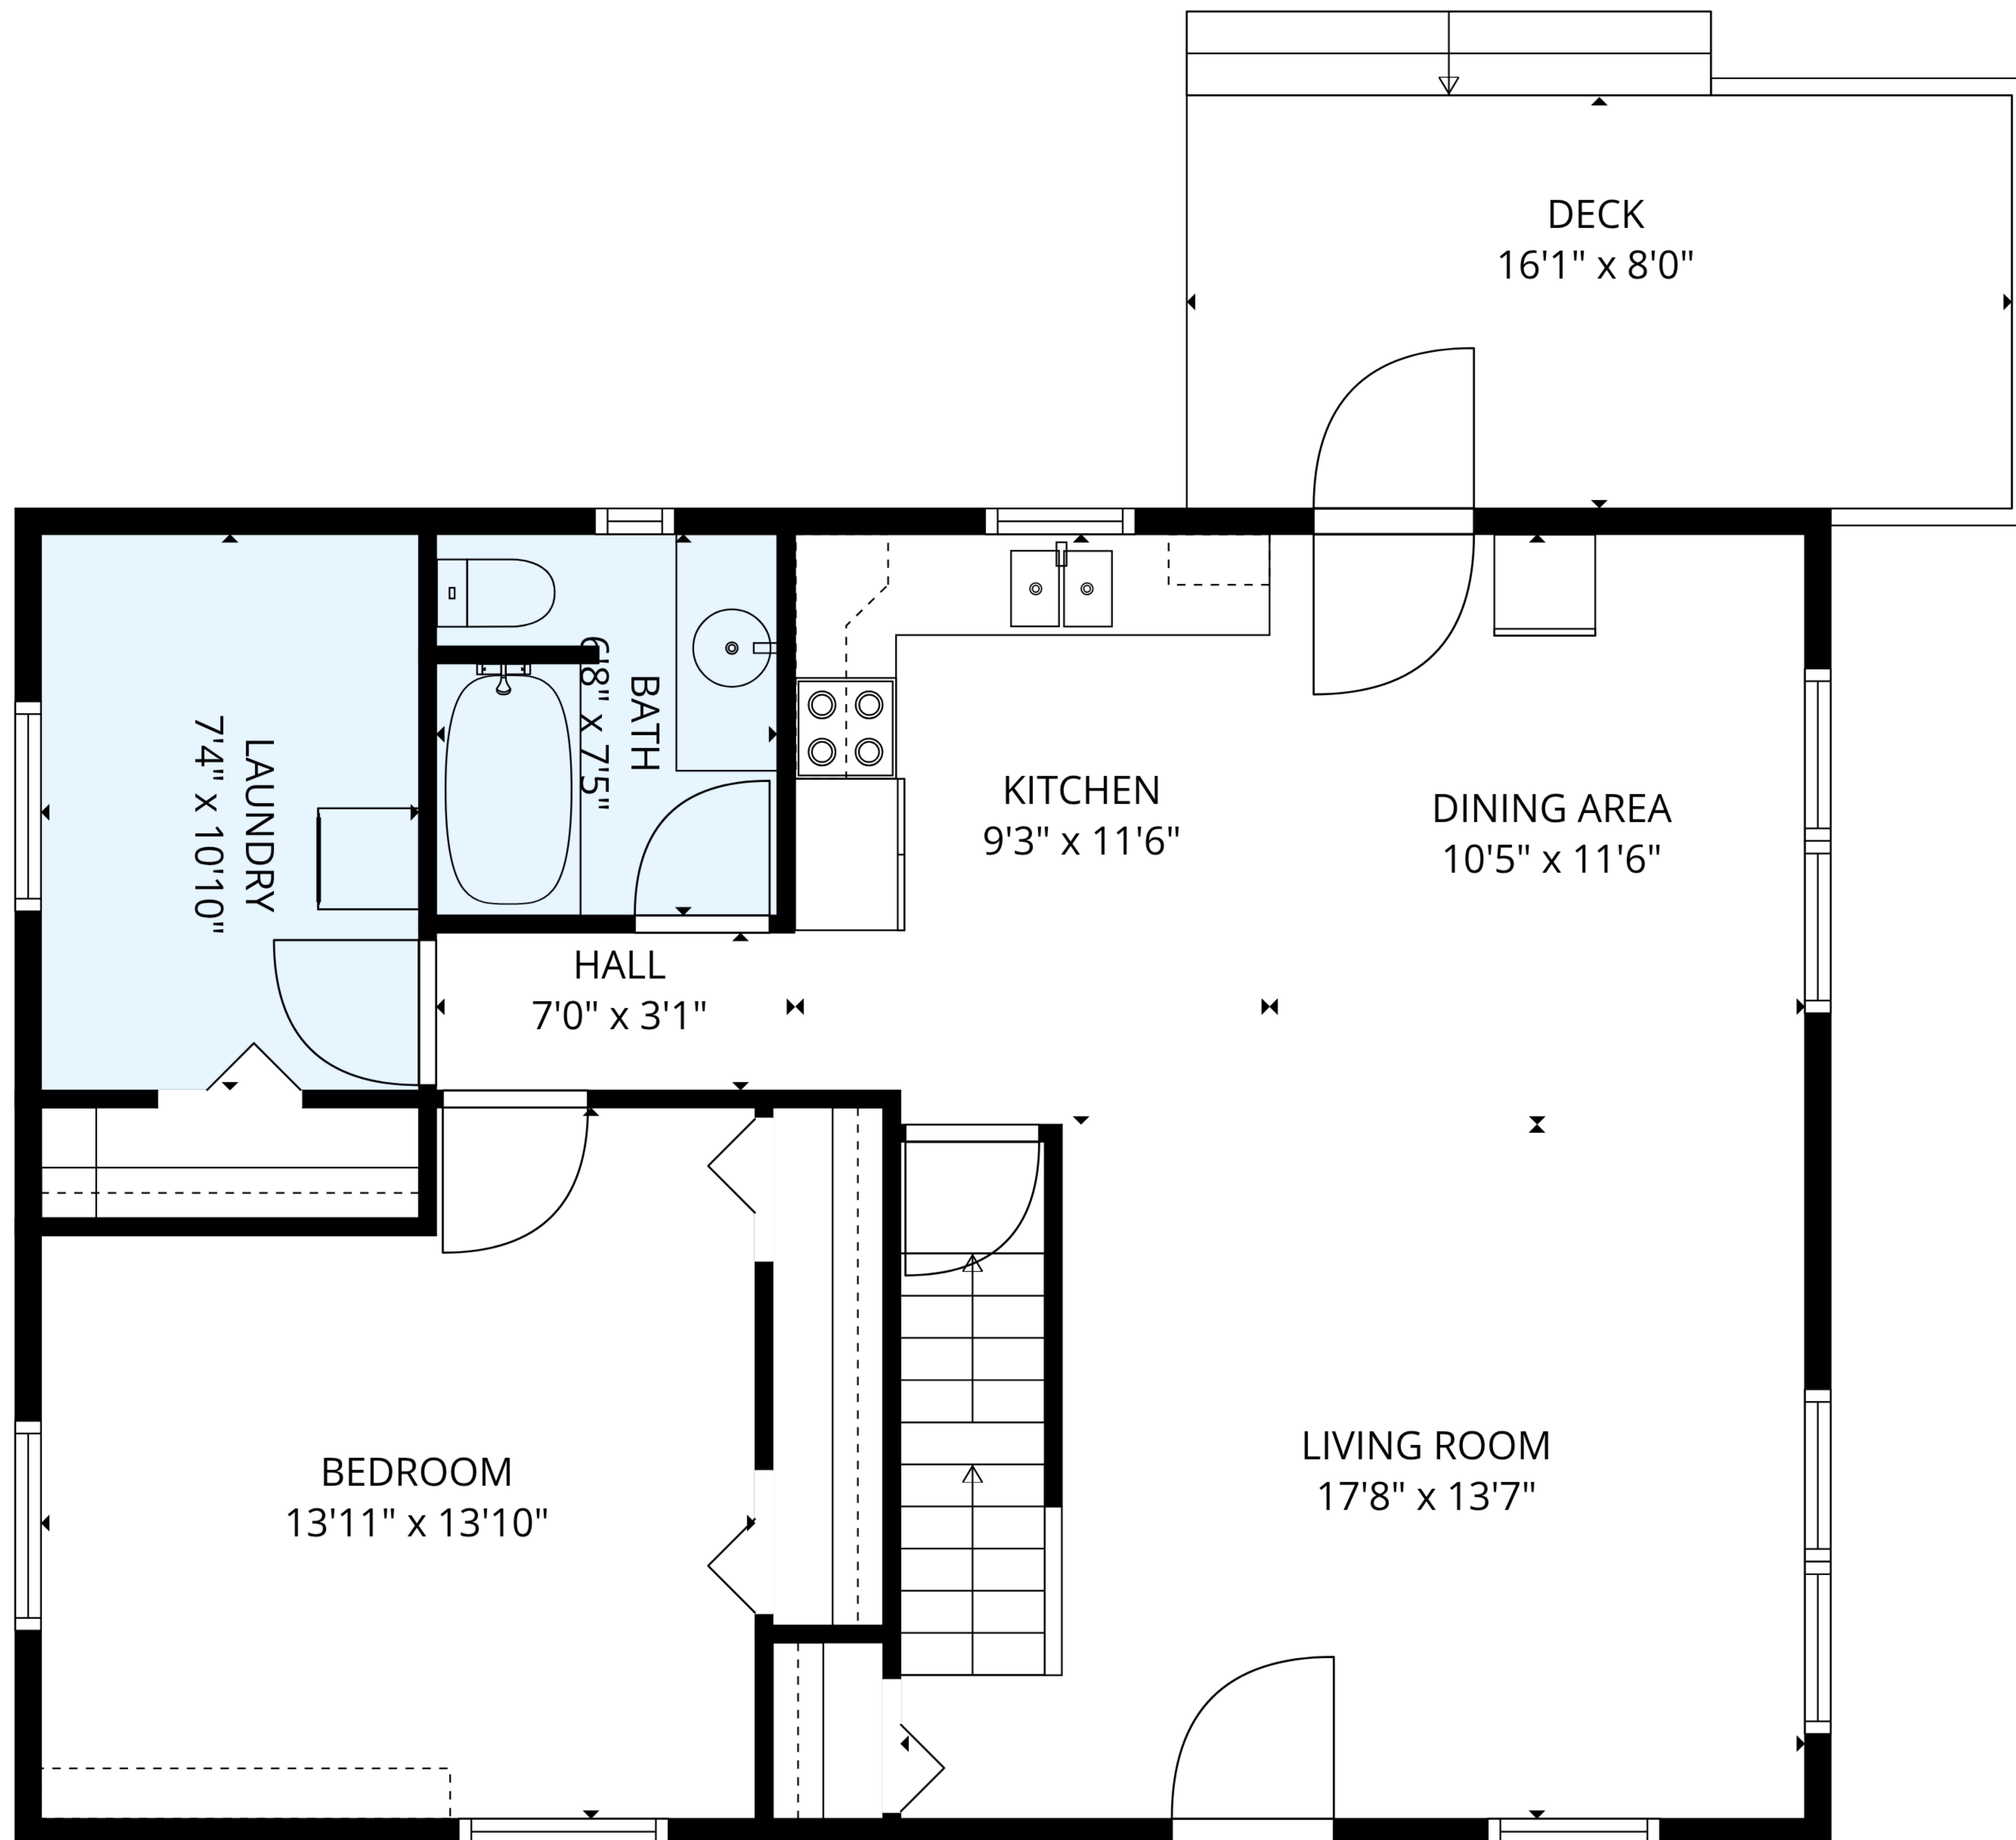 DECK
16'1" x 8'0"
BATH
6'8" x 7'5"
LAUNDRY
7'4" x 10'10"
KITCHEN
9'3" x 11'6"
DINING AREA
10'5" x 11'6"
HALL
7'0" x 3'1"
BEDROOM
13'11" x 13'10"
LIVING ROOM
17'8" x 13'7"